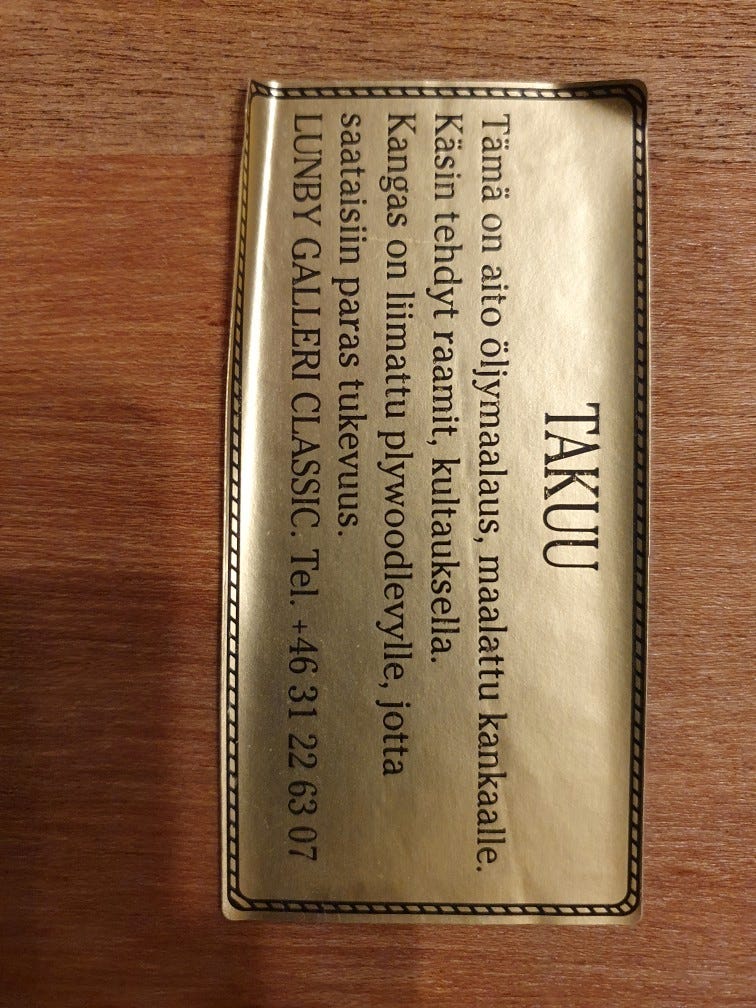 TAKUU
Tämä on aito öljymaalaus, maalattu kankaalle.
Käsin tehdyt raamit, kultauksella.
Kangas on liimattu plywoodlevylle, jotta
saataisiin paras tukevuus.
LUNBY GALLERI CLASSIC. Tel. +46 31 22 63 07